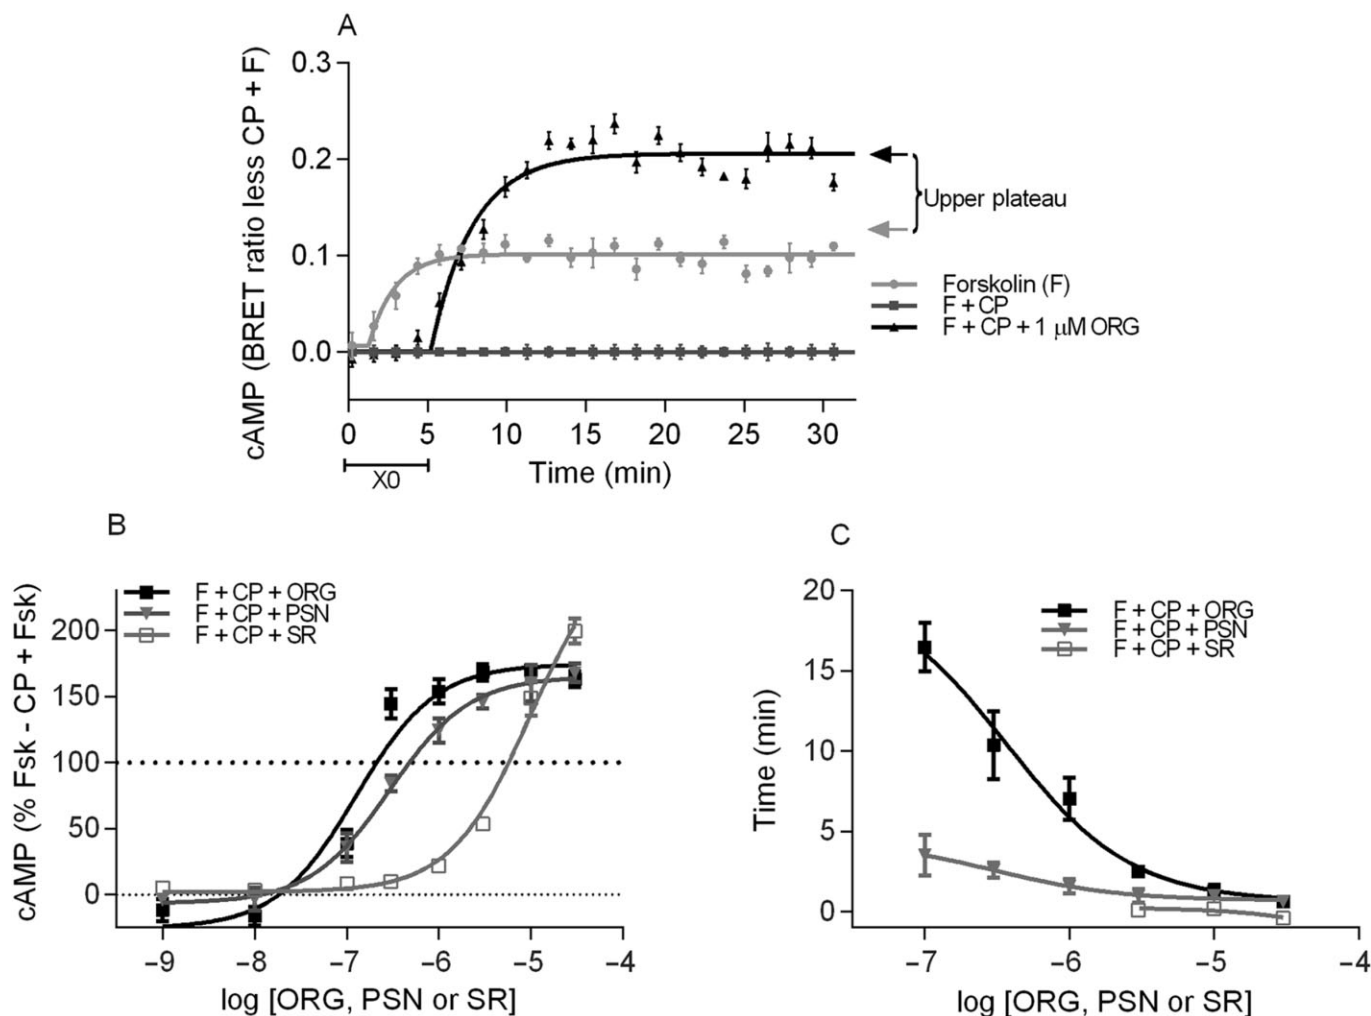 A
cAMP (BRET ratio less CP + F)
0.3
0.2
0.1
0.0
Upper plateau
Forskolin (F)
F + CP
F + CP + 1 μM ORG
0 5 10 15 20 25 30
X0
Time (min)
B
cAMP (% Fsk - CP + Fsk)
F + CP + ORG
F + CP + PSN
F + CP + SR
200
150
100
50
0
−9 −8 −7 −6 −5 −4
log [ORG, PSN or SR]
C
Time (min)
20
15
10
5
0
F + CP + ORG
F + CP + PSN
F + CP + SR
−7 −6 −5 −4
log [ORG, PSN or SR]